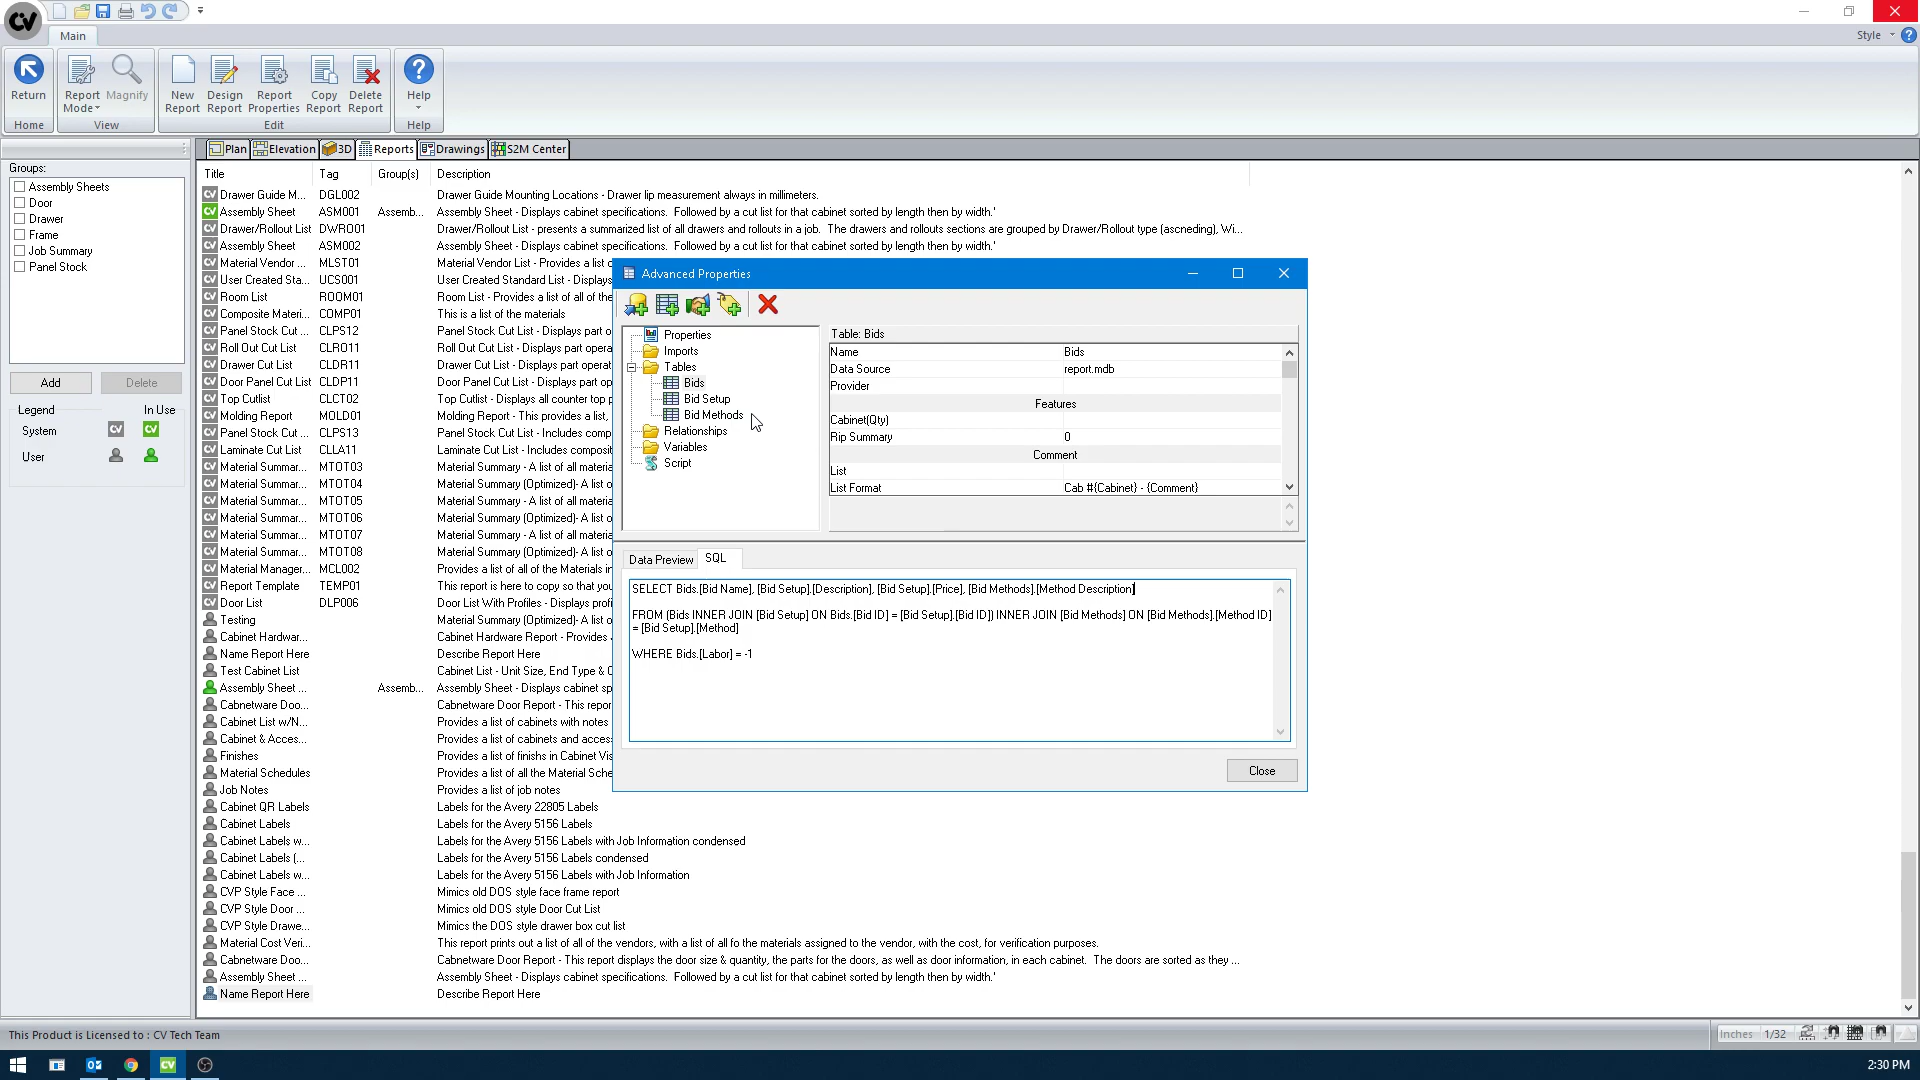 CV
Main
Style
Return
Report Mode
Magnify
New Report
Design Report
Report Properties
Copy Report
Delete Report
Help
Home
View
Edit
Help
Plan
Elevation
3D
Reports
Drawings
S2M Center
Groups:
Assembly Sheets
Door
Drawer
Frame
Job Summary
Panel Stock
Add
Delete
Legend
In Use
System
User
Title Tag Group(s) Description
Drawer Guide M... DGL002 Drawer Guide Mounting Locations - Drawer lip measurement always in millimeters.
Assembly Sheet ASM001 Assemb... Assembly Sheet - Displays cabinet specifications. Followed by a cut list for that cabinet sorted by length then by width.'
Drawer/Rollout List DWRO01 Drawer/Rollout List - presents a summarized list of all drawers and rollouts in a job. The drawers and rollouts sections are grouped by Drawer/Rollout type (ascneding), Wi...
Assembly Sheet ASM002 Assembly Sheet - Displays cabinet specifications. Followed by a cut list for that cabinet sorted by length then by width.'
Material Vendor ... MLST01 Material Vendor List - Provides a list o
User Created Sta... UCS001 User Created Standard List - Displays
Room List ROOM01 Room List - Provides a list of all of the
Composite Materi... COMP01 This is a list of the materials
Panel Stock Cut ... CLPS12 Panel Stock Cut List - Displays part o
Roll Out Cut List CLRO11 Roll Out Cut List - Displays part opera
Drawer Cut List CLDR11 Drawer Cut List - Displays part operat
Door Panel Cut List CLDP11 Door Panel Cut List - Displays part op
Top Cutlist CLCT02 Top Cutlist - Displays all counter top p
Molding Report MOLD01 Molding Report - This provides a list,
Panel Stock Cut ... CLPS13 Panel Stock Cut List - Includes comp
Laminate Cut List CLLA11 Laminate Cut List - Includes composit
Material Summar... MTOT03 Material Summary - A list of all materia
Material Summar... MTOT04 Material Summary (Optimized)- A list o
Material Summar... MTOT05 Material Summary - A list of all materia
Material Summar... MTOT06 Material Summary (Optimized)- A list o
Material Summar... MTOT07 Material Summary - A list of all materia
Material Summar... MTOT08 Material Summary (Optimized)- A list o
Material Manager... MCL002 Report - A list of all of the Materials in
Report Template TEMP01 This report is here to copy so that you
Door List DLP006 Door List With Profiles - Displays profi
Testing Material Summary (Optimized)- A list o
Cabinet Hardwar... Cabinet Hardware Report - Provides
Name Report Here Describe Report Here
Test Cabinet List Cabinet List - Unit Size, End Type & C
Assembly Sheet ... Assemb... Assembly Sheet - Displays cabinet sp
Cabnetware Doo... Cabnetware Door Report - This repor
Cabinet List w/N... Provides a list of cabinets with notes
Cabinet & Acces... Provides a list of cabinets and access
Finishes Provides a list of finishs in Cabinet Vis
Material Schedules Provides a list of all the Material Sche
Job Notes Provides a list of job notes
Cabinet QR Labels Labels for the Avery 22805 Labels
Cabinet Labels Labels for the Avery 5156 Labels
Cabinet Labels w... Labels for the Avery 5156 Labels with Job Information condensed
Cabinet Labels (... Labels for the Avery 5156 Labels condensed
Cabinet Labels w... Labels for the Avery 5156 Labels with Job Information
CVP Style Face ... Mimics old DOS style face frame report
CVP Style Door ... Mimics old DOS style Door Cut List
CVP Style Drawe... Mimics the DOS style drawer box cut list
Material Cost Veri... This report prints out a list of all of the vendors, with a list of all fo the materials assigned to the vendor, with the cost, for verification purposes.
Cabnetware Doo... Cabnetware Door Report - This report displays the door size & quantity, the parts for the doors, as well as door information, in each cabinet. The doors are sorted as they ...
Assembly Sheet ... Assembly Sheet - Displays cabinet specifications. Followed by a cut list for that cabinet sorted by length then by width.'
Name Report Here Describe Report Here
Advanced Properties
Properties
Imports
Tables
Bids
Bid Setup
Bid Methods
Relationships
Variables
Script
Table: Bids
Name Bids
Data Source report.mdb
Provider
Features
Cabinet(Qty)
Rip Summary 0
Comment
List
List Format Cab #{Cabinet} - {Comment}
Data Preview
SQL
SELECT Bids.[Bid Name], [Bid Setup].[Description], [Bid Setup].[Price], [Bid Methods].[Method Description]
FROM (Bids INNER JOIN [Bid Setup] ON Bids.[Bid ID] = [Bid Setup].[Bid ID]) INNER JOIN [Bid Methods] ON [Bid Methods].[Method ID]
= [Bid Setup].[Method]
WHERE Bids.[Labor] = -1
Close
This Product is Licensed to : CV Tech Team
Inches 1/32
2:30 PM